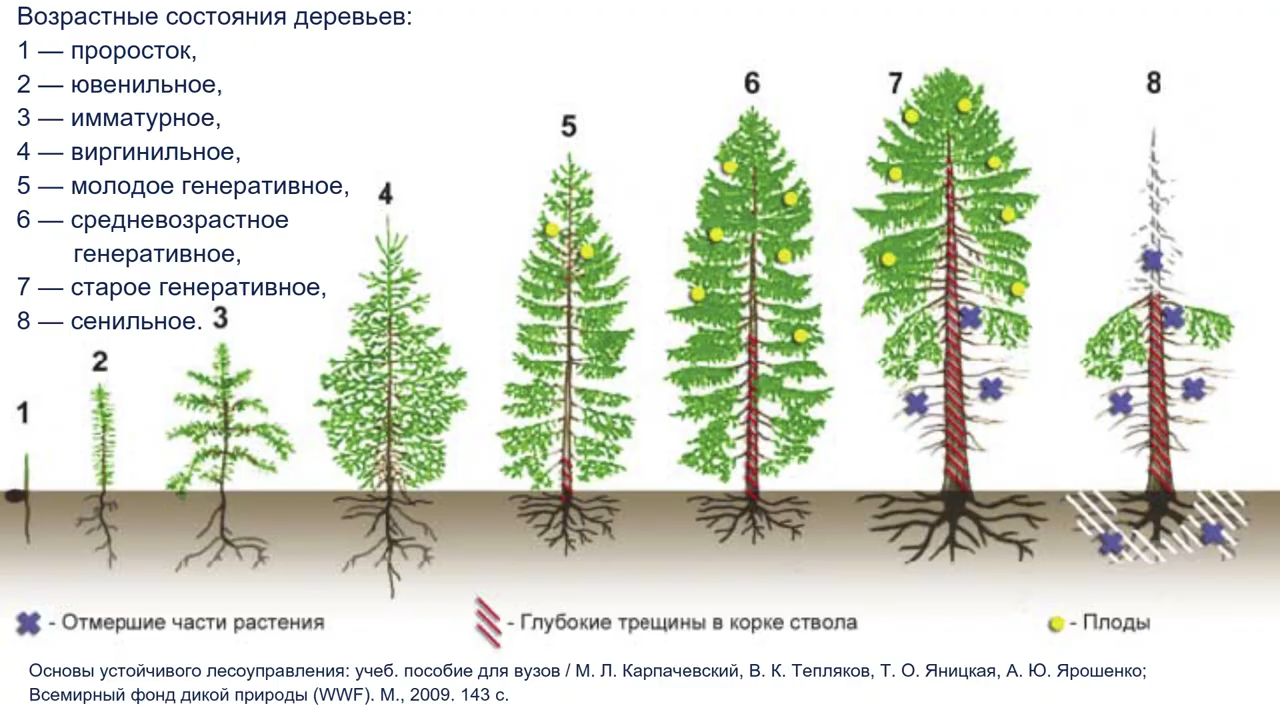 Возрастные состояния деревьев:
1 — проросток,
2 — ювенильное,
3 — имматурное,
4 — виргинильное,
5 — молодое генеративное,
6 — средневозрастное
генеративное,
7 — старое генеративное,
8 — сенильное.
1
2
3
4
5
6
7
8
- Отмершие части растения
- Глубокие трещины в корке ствола
- Плоды
Основы устойчивого лесоуправления: учеб. пособие для вузов / М. Л. Карпачевский, В. К. Тепляков, Т. О. Яницкая, А. Ю. Ярошенко;
Всемирный фонд дикой природы (WWF). М., 2009. 143 с.